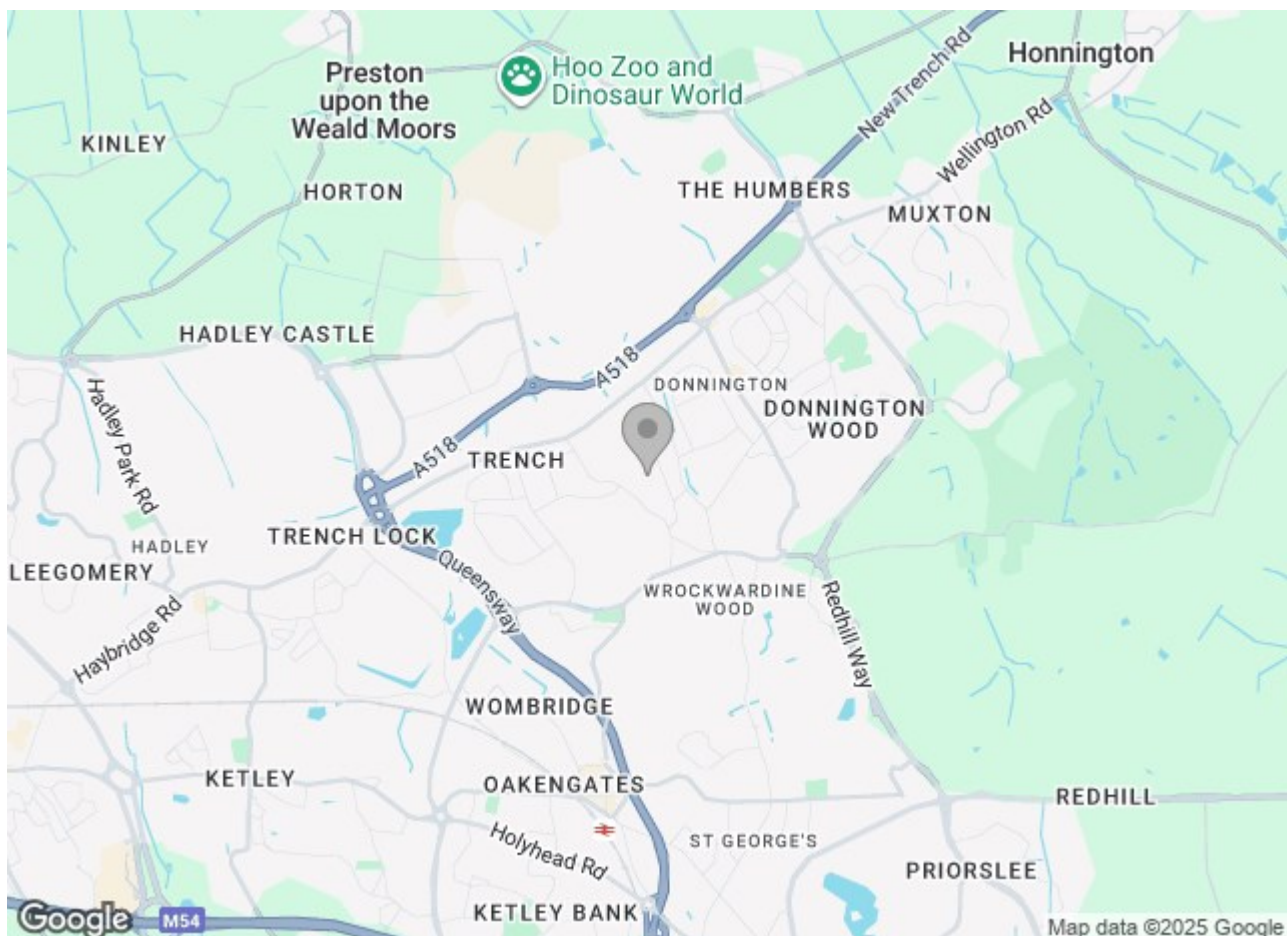 Honnington
Hoo Zoo and
Dinosaur World
Preston
upon the
Weald Moors
New Trench Rd
Wellington Rd
KINLEY
HORTON
THE HUMBERS
MUXTON
HADLEY CASTLE
A518
DONNINGTON
DONNINGTON
WOOD
Hadley Park Rd
A518
TRENCH
TRENCH LOCK
HADLEY
LEEGOMERY
Queensway
WROCKWARDINE
WOOD
Haybridge Rd
Redhill Way
WOMBRIDGE
KETLEY
OAKENGATES
REDHILL
Holyhead Rd
ST GEORGE'S
PRIORSLEE
KETLEY BANK
Google
M54
Map data ©2025 Google